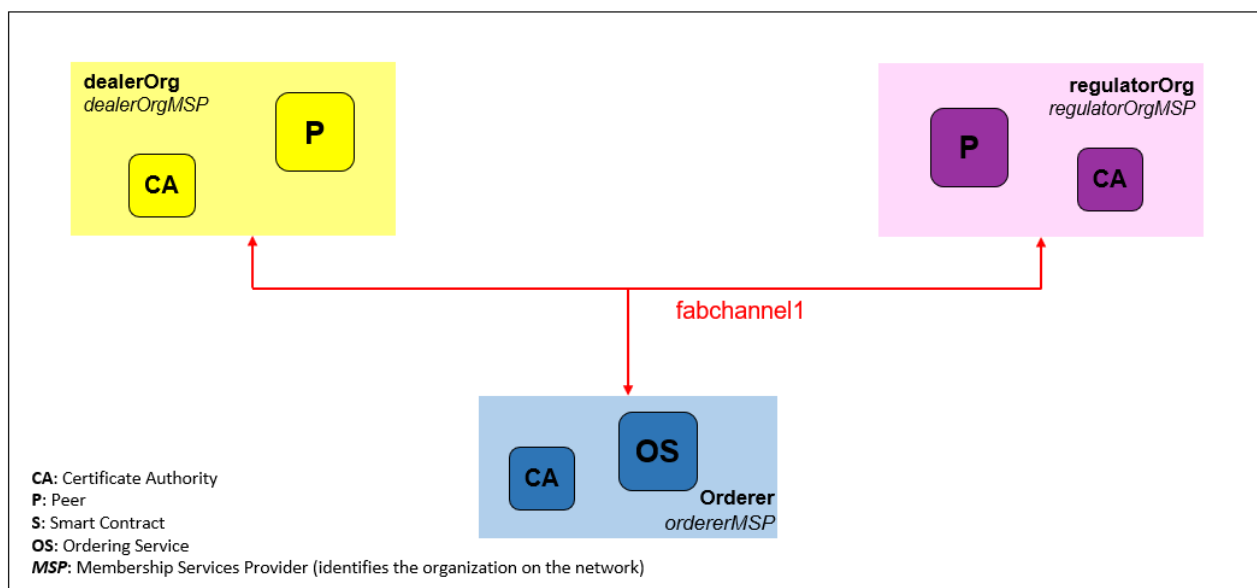 dealerOrg
dealerOrgMSP
P
CA
regulatorOrg
regulatorOrgMSP
P
CA
fabchannel1
OS
CA
Orderer
ordererMSP
CA: Certificate Authority
P: Peer
S: Smart Contract
OS: Ordering Service
MSP: Membership Services Provider (identifies the organization on the network)